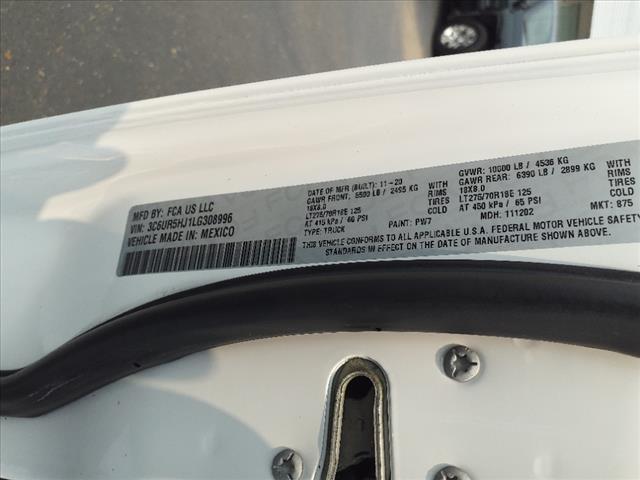 MFD BY: FCA US LLC
VIN: 3C6UR5HJ1LG308996
VEHICLE MADE IN: MEXICO
DATE OF MFR (BUILT): 11-20
GAWR FRONT: 5500 LB / 2495 KG
18X8.0
LT275/70R18E 125
AT 415 kPa / 60 PSI
TYPE: TRUCK
WITH
RIMS
TIRES
GVWR: 10000 LB / 4536 KG
GAWR REAR: 6390 LB / 2899 KG
18X8.0
LT275/70R18E 125
AT 450 kPa / 65 PSI
WITH
RIMS
TIRES
PAINT: PW7
MDH: 111202
MKT: 875
THIS VEHICLE CONFORMS TO ALL APPLICABLE U.S.A. FEDERAL MOTOR VEHICLE SAFETY
STANDARDS IN EFFECT ON THE DATE OF MANUFACTURE SHOWN ABOVE.